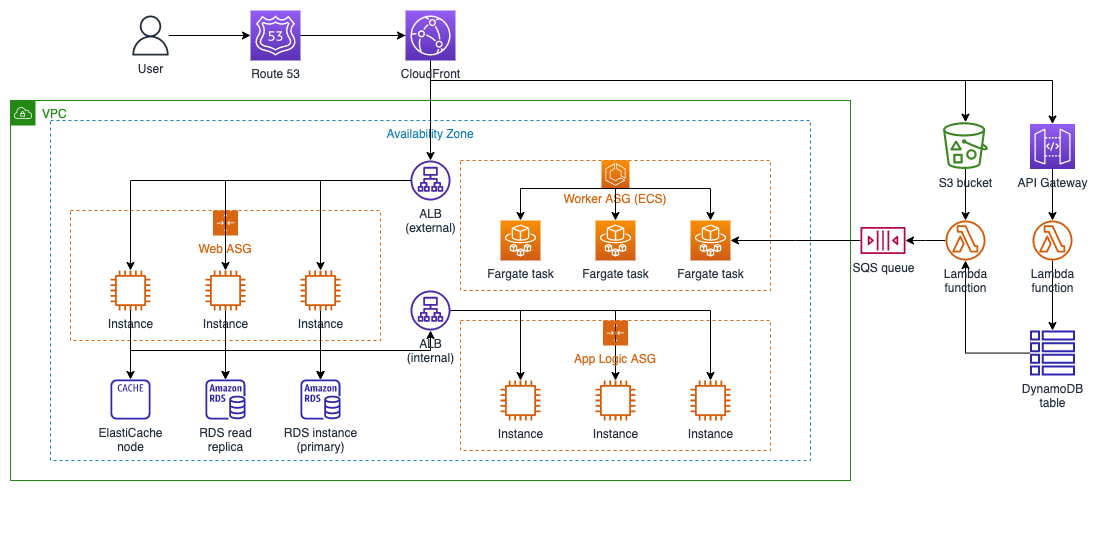 53
User
Route 53
CloudFront
VPC
Availability Zone
S3 bucket
API Gateway
ALB
(external)
Worker ASG (ECS)
Web ASG
Fargate task
Fargate task
Fargate task
SQS queue
Lambda
function
Lambda
function
Instance
Instance
Instance
ALB
(internal)
App Logic ASG
CACHE
Amazon
RDS
Amazon
RDS
DynamoDB
table
ElastiCache
node
RDS read
replica
RDS instance
(primary)
Instance
Instance
Instance